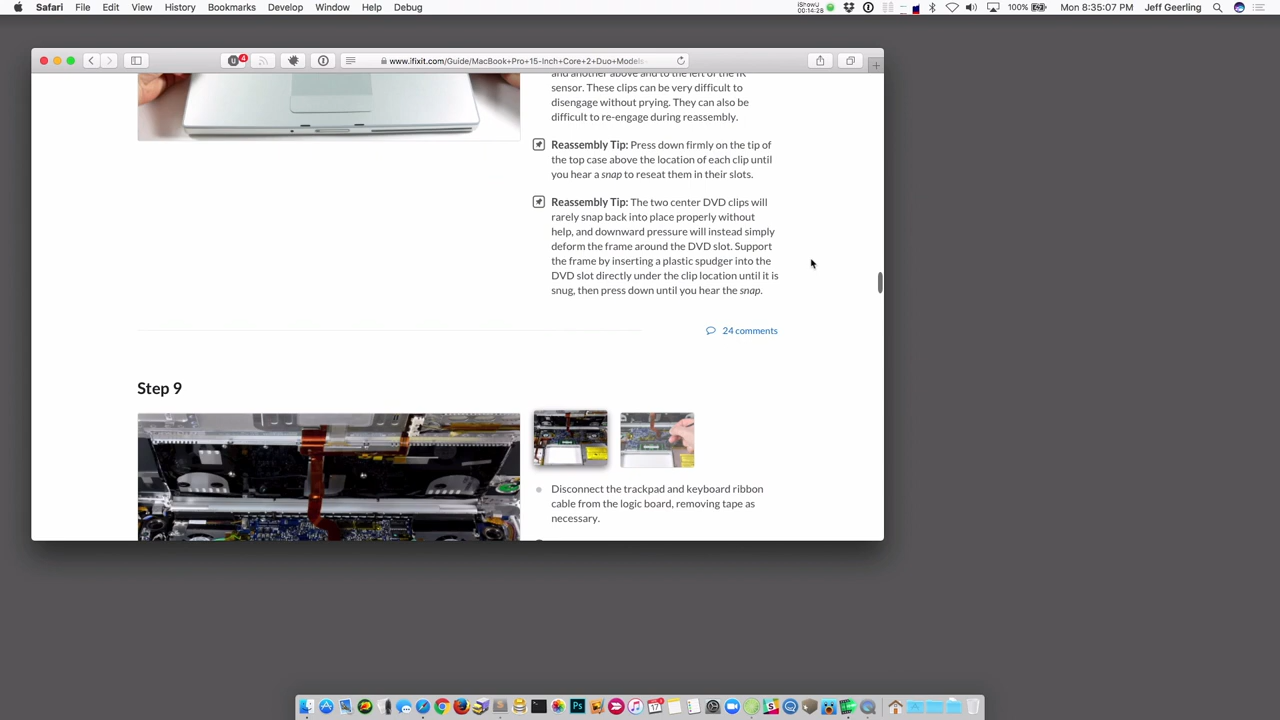 Safari File Edit View History Bookmarks Window Help Debug
Develop
iShowU
00:14:28
100%
Mon 8:35:07 PM Jeff Geerling
4
www.ifixit.com/Guide/MacBook+Pro+15-Inch+Core+2+Duo+Models
and another above and to the left of the IR
sensor. These clips can be very difficult to
disengage without prying. They can also be
difficult to re-engage during reassembly.
Reassembly Tip: Press down firmly on the tip of
the top case above the location of each clip until
you hear a snap to reseat them in their slots.
Reassembly Tip: The two center DVD clips will
rarely snap back into place properly without
help, and downward pressure will instead simply
deform the frame around the DVD slot. Support
the frame by inserting a plastic spudger into the
DVD slot directly under the clip location until it is
snug, then press down until you hear the snap.
24 comments
Step 9
Disconnect the trackpad and keyboard ribbon
cable from the logic board, removing tape as
necessary.
Ps
17